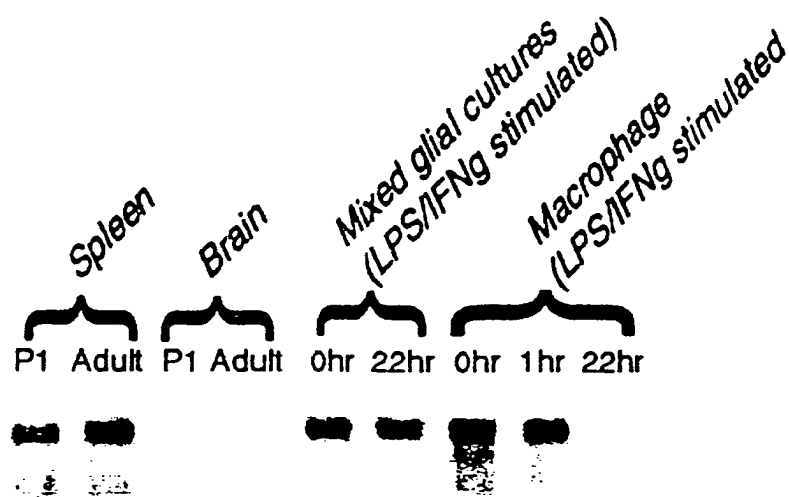 Spleen
Brain
Mixed glial cultures
(LPS/IFNg stimulated)
Macrophage
(LPS/IFNg stimulated
P1 Adult P1 Adult 0hr 22hr 0hr 1hr 22hr